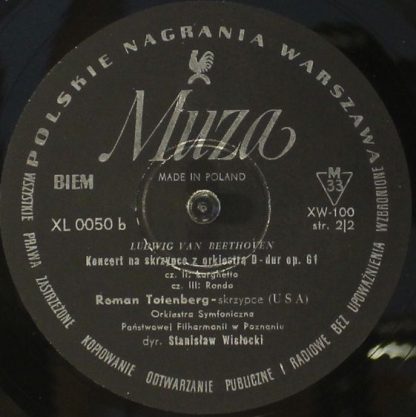 POLSKIE NAGRANIA WARSZAWA
Muza
MADE IN POLAND
BIEM
M
33
XL 0050 b
XW-100
str. 2|2
LUDWIG VAN BEETHOVEN
Koncert na skrzypce z orkiestrą D-dur op. 61
cz. II: Larghetto
cz. III: Rondo
Roman Totenberg-skrzypce (USA)
Orkiestra Symfoniczna
Państwowej Filharmonii w Poznaniu
dyr. Stanisław Wisłocki
WSZYSTKIE PRAWA ZASTRZEŻONE KOPIOWANIE ODTWARZANIE PUBLICZNE I RADIOWE BEZ UPOWAŻNIENIA WZBRONIONE